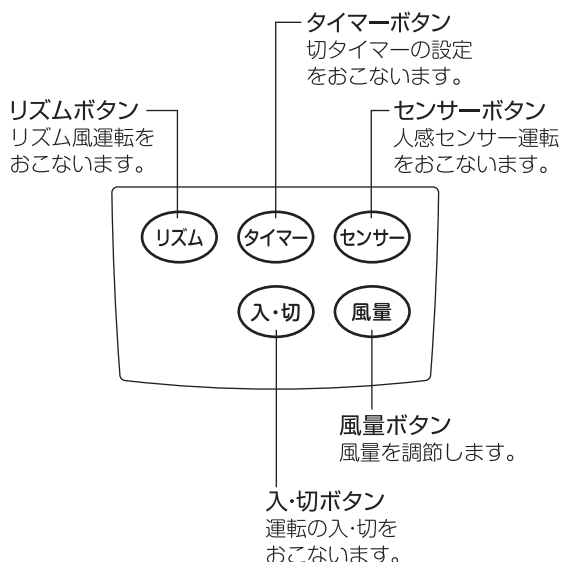 タイマーボタン
切タイマーの設定
をおこないます。
リズムボタン
リズム風運転を
おこないます。
センサーボタン
人感センサー運転
をおこないます。
リズム
タイマー
センサー
入・切
風量
風量ボタン
風量を調節します。
入・切ボタン
運転の入・切を
おこないます。